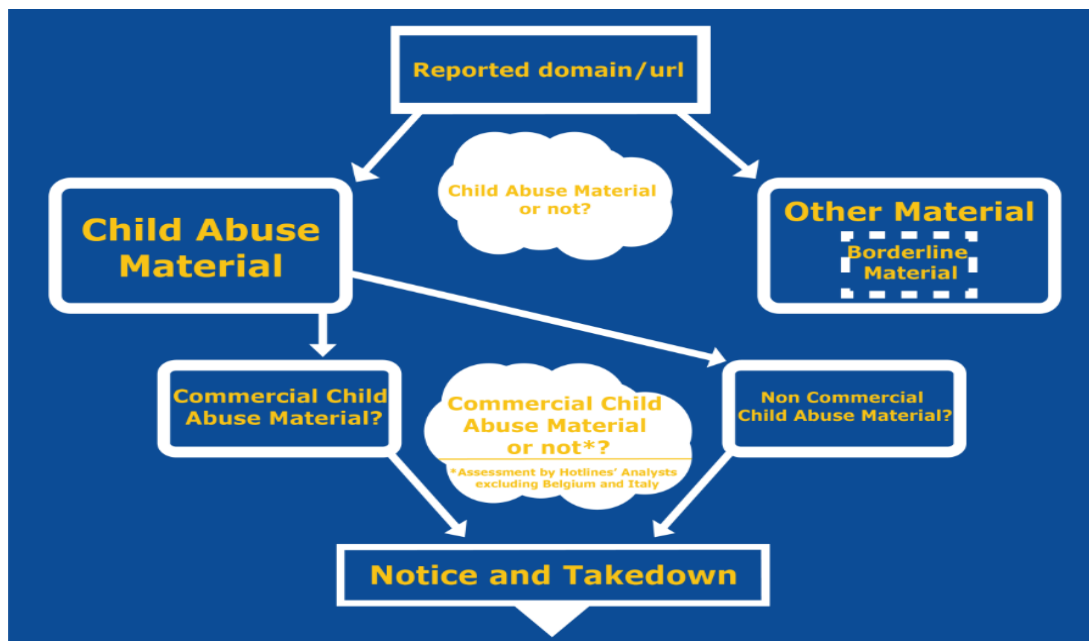 Reported domain/url
Child Abuse Material
or not?
Child Abuse
Material
Other Material
Borderline
Material
Commercial Child
Abuse Material?
Commercial Child
Abuse Material
or not*?
*Assessment by Hotlines' Analysts
excluding Belgium and Italy
Non Commercial
Child Abuse Material?
Notice and Takedown